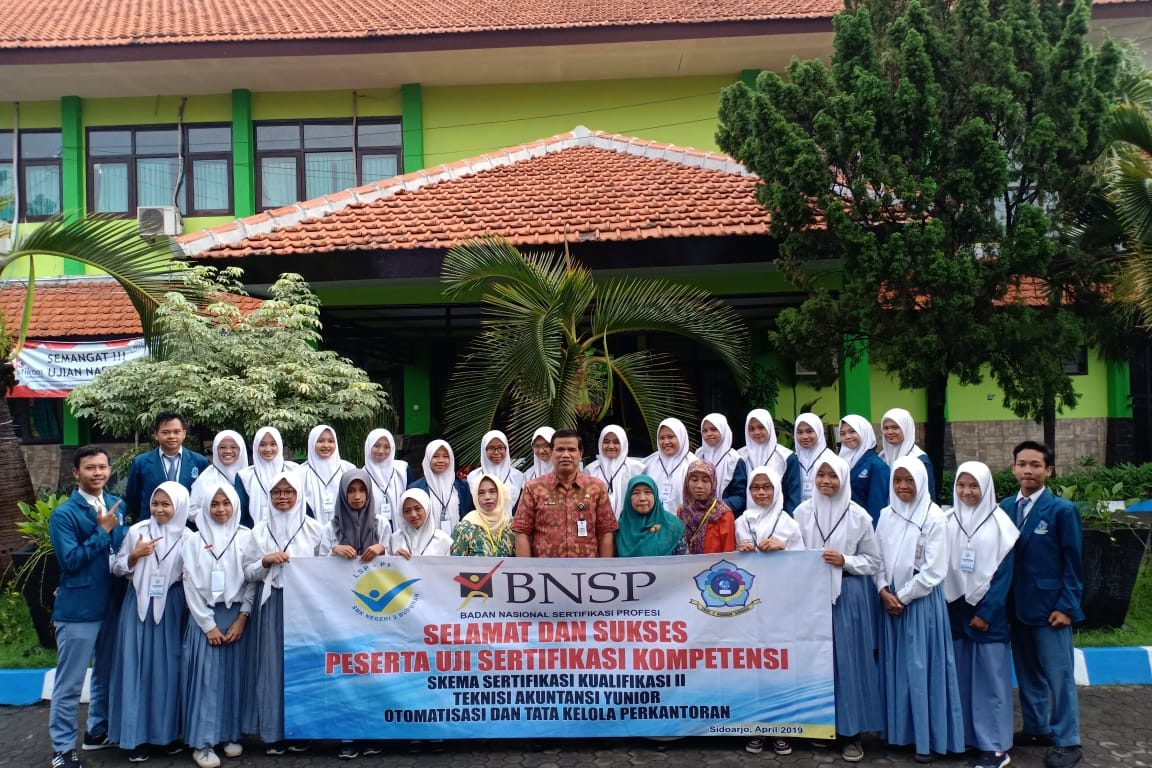 SEMANGAT !!!
UJIAN NAS
LSP - P1
SMK NEGERI 2 BUDURAN
BNSP
BADAN NASIONAL SERTIFIKASI PROFESI
SELAMAT DAN SUKSES
PESERTA UJI SERTIFIKASI KOMPETENSI
SKEMA SERTIFIKASI KUALIFIKASI II
TEKNISI AKUNTANSI YUNIOR
OTOMATISASI DAN TATA KELOLA PERKANTORAN
Sidoarjo, April 2019